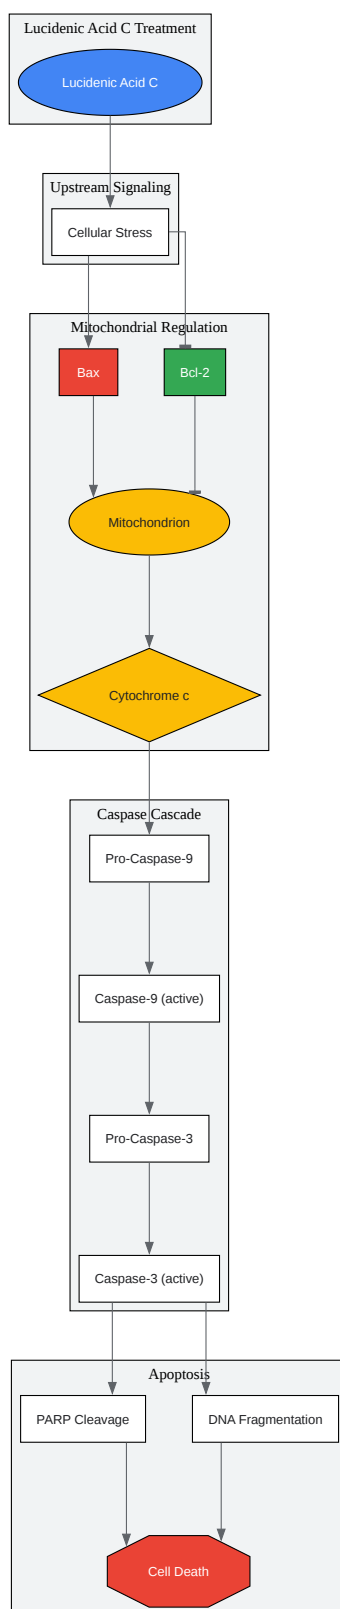 Lucidenic Acid C Treatment
Lucidenic Acid C
Upstream Signaling
Cellular Stress
Mitochondrial Regulation
Bax
Bcl-2
Mitochondrion
Cytochrome c
Caspase Cascade
Pro-Caspase-9
Caspase-9 (active)
Pro-Caspase-3
Caspase-3 (active)
Apoptosis
PARP Cleavage
DNA Fragmentation
Cell Death